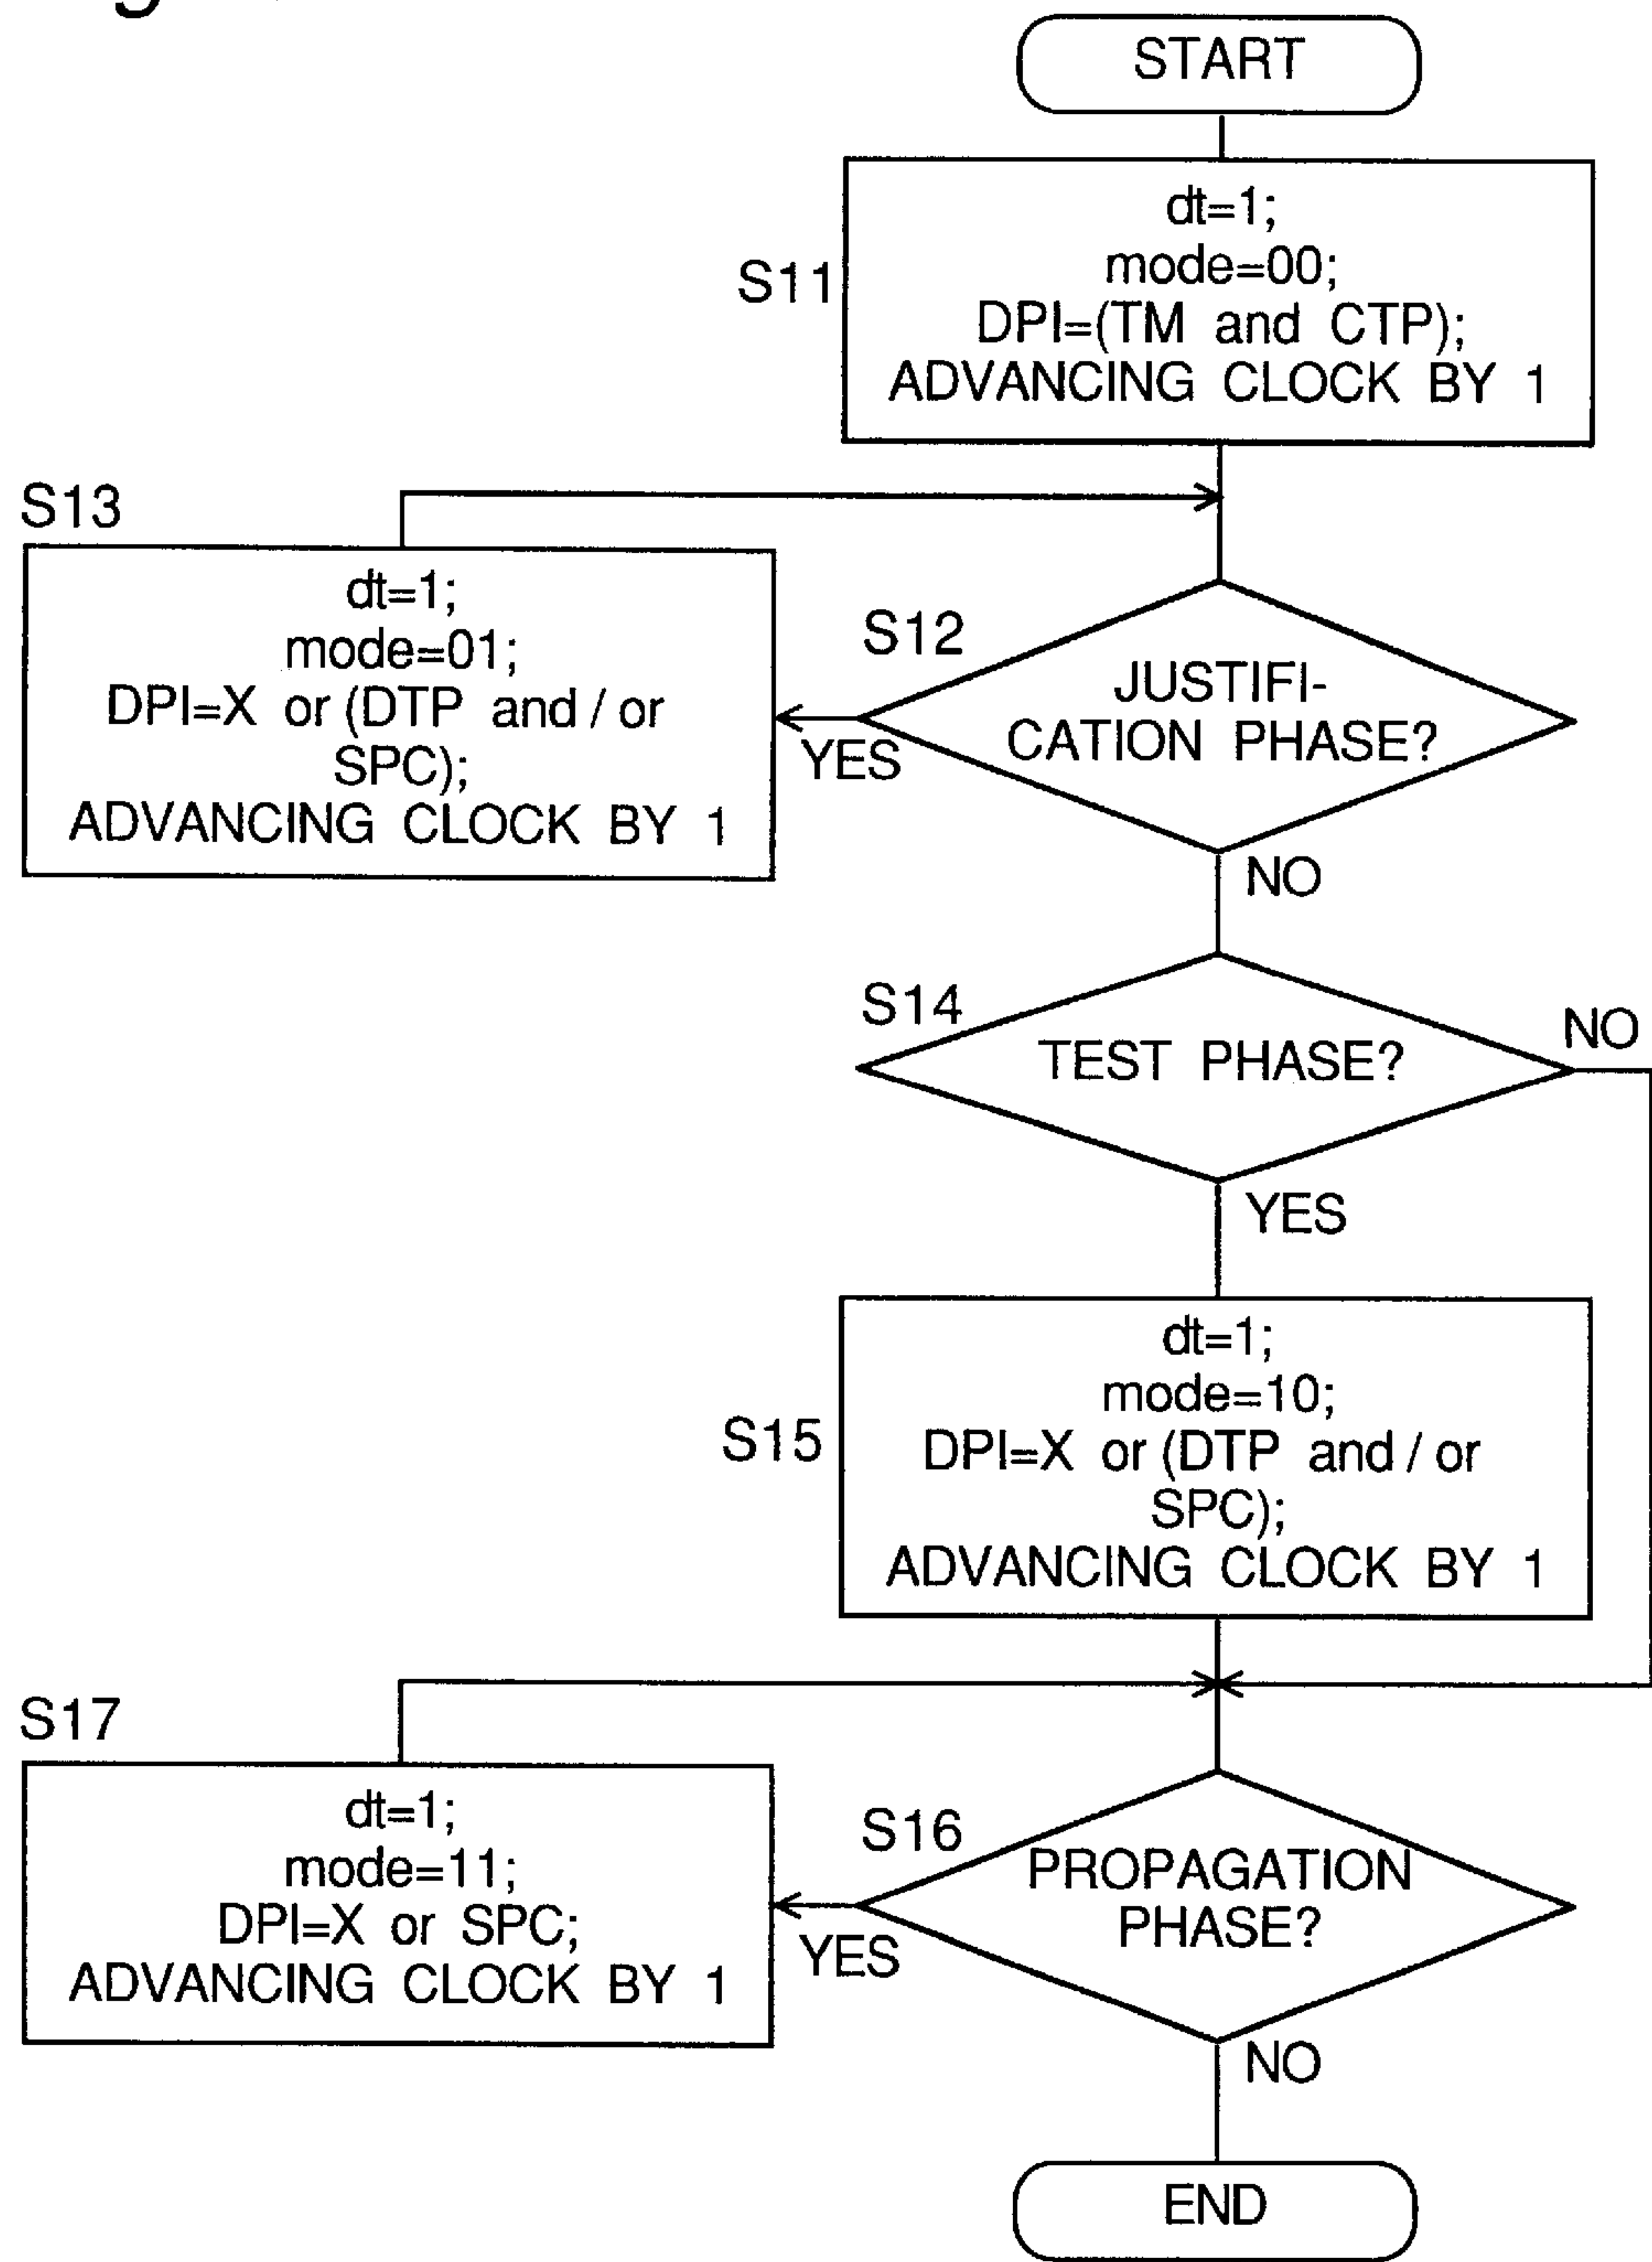 START
S11
dt=1;
mode=00;
DPI=(TM and CTP);
ADVANCING CLOCK BY 1
S13
dt=1;
mode=01;
DPI=X or (DTP and / or
SPC);
ADVANCING CLOCK BY 1
S12
JUSTIFI-
CATION PHASE?
YES
NO
S14
TEST PHASE?
NO
YES
S15
dt=1;
mode=10;
DPI=X or (DTP and / or
SPC);
ADVANCING CLOCK BY 1
S17
dt=1;
mode=11;
DPI=X or SPC;
ADVANCING CLOCK BY 1
S16
PROPAGATION
PHASE?
YES
NO
END